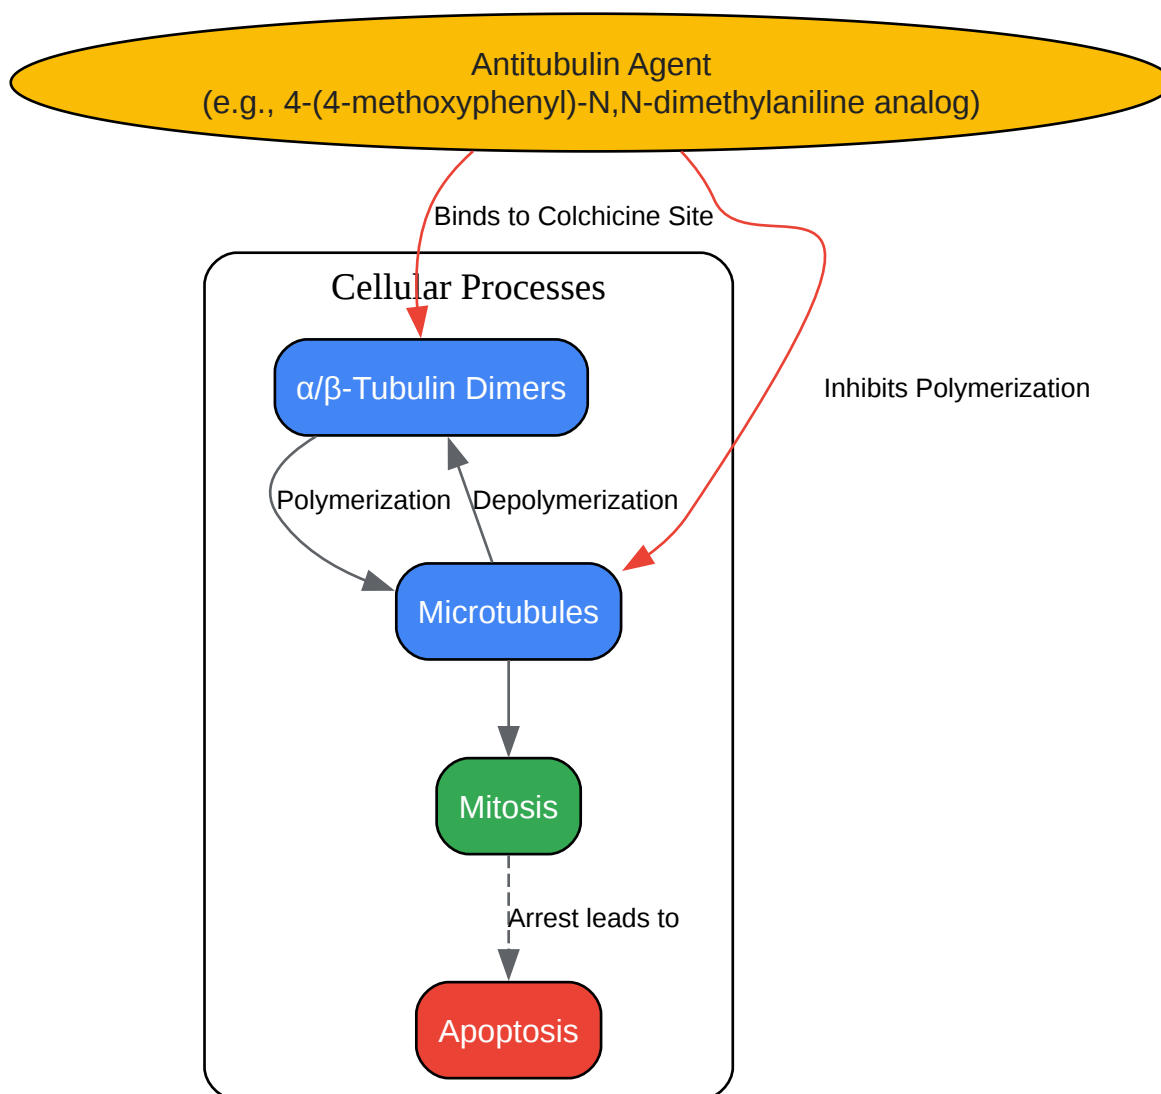 Antitubulin Agent
(e.g., 4-(4-methoxyphenyl)-N,N-dimethylaniline analog)
Binds to Colchicine Site
Cellular Processes
α/β-Tubulin Dimers
Inhibits Polymerization
Polymerization
Depolymerization
Microtubules
Mitosis
Arrest leads to
Apoptosis